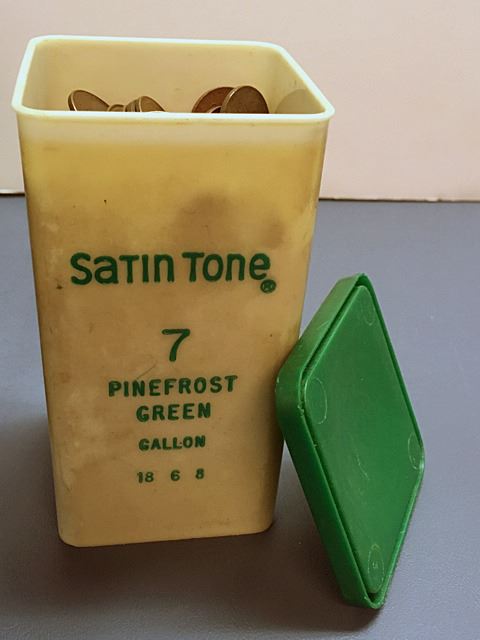 Satin Tone®
7
PINEFROST
GREEN
GALLON
18 6 8